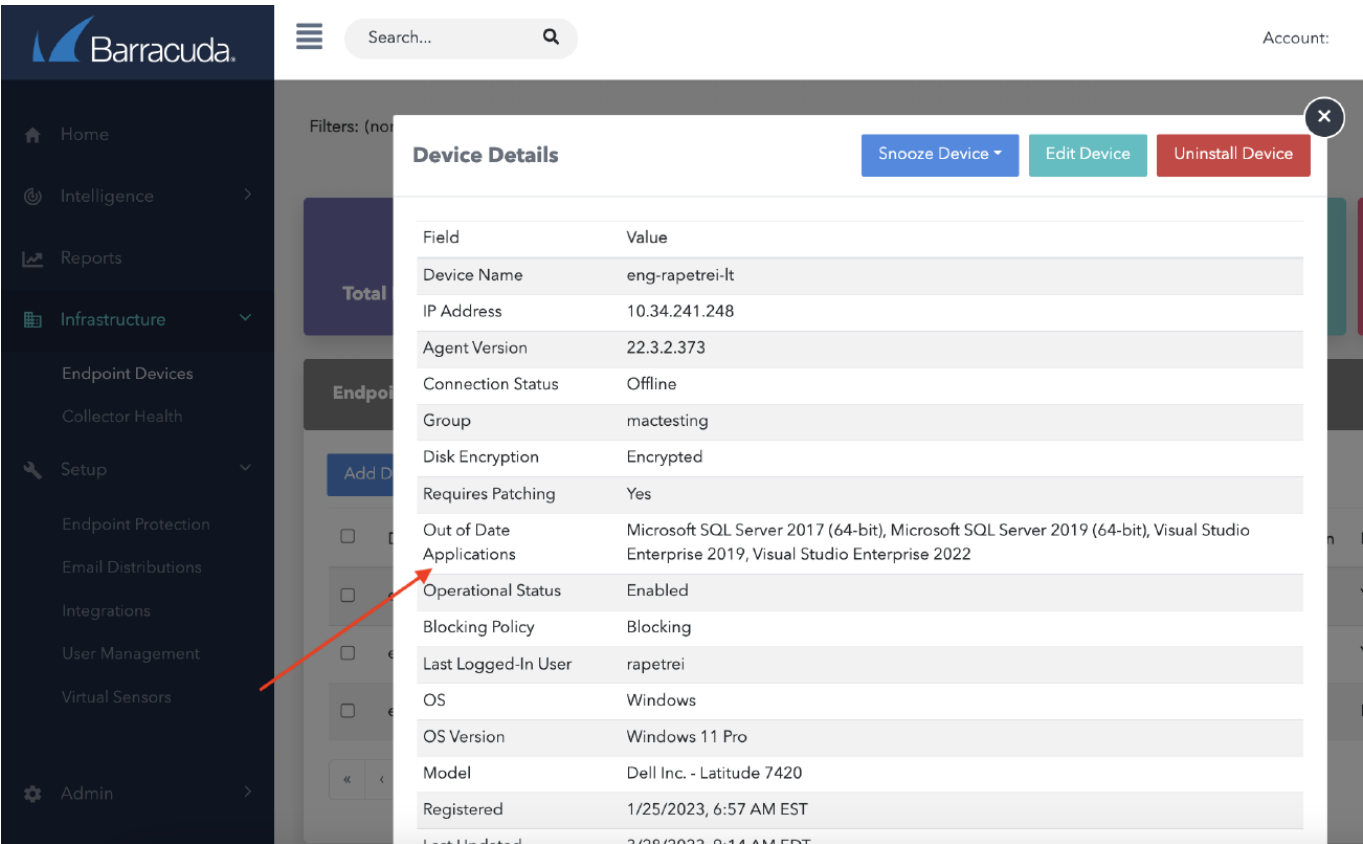 Barracuda.
Search...
Account:
Home
Intelligence
Reports
Infrastructure
Endpoint Devices
Collector Health
Setup
Endpoint Protection
Email Distributions
Integrations
User Management
Virtual Sensors
Admin
Filters: (nor
Total
Endpoi
Add D
Device Details
Snooze Device
Edit Device
Uninstall Device
Field Value
Device Name eng-rapetrei-lt
IP Address 10.34.241.248
Agent Version 22.3.2.373
Connection Status Offline
Group mactesting
Disk Encryption Encrypted
Requires Patching Yes
Out of Date Applications Microsoft SQL Server 2017 (64-bit), Microsoft SQL Server 2019 (64-bit), Visual Studio
Enterprise 2019, Visual Studio Enterprise 2022
Operational Status Enabled
Blocking Policy Blocking
Last Logged-In User rapetrei
OS Windows
OS Version Windows 11 Pro
Model Dell Inc. - Latitude 7420
Registered 1/25/2023, 6:57 AM EST